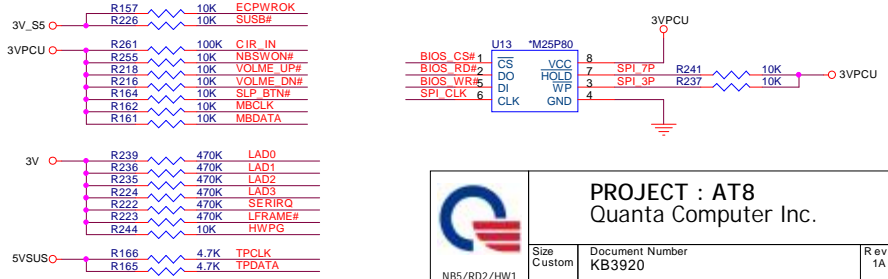 R157 10K ECPWROK
3V_S5 R226 10K SUSB#
3VPCU R261 100K CIR_IN
R255 10K NBSWON#
R218 10K VOLME_UP#
R216 10K VOLME_DN#
R164 10K SLP_BTN#
R162 10K MBCLK
R161 10K MBDATA
3V R239 470K LAD0
R236 470K LAD1
R235 470K LAD2
R224 470K LAD3
R222 470K SERIRQ
R223 470K LFRAME#
R244 10K HWPG
5VSUS R166 4.7K TPCLK
R165 4.7K TPDATA
3VPCU
U13 *M25P80
BIOS_CS# 1 CS VCC 8
BIOS_RD# 2 DO HOLD 7 SPI_7P R241 10K 3VPCU
BIOS_WR# 5 DI WP 3 SPI_3P R237 10K
SPI_CLK 6 CLK GND 4
PROJECT : AT8
Quanta Computer Inc.
NB5/RD2/HW1
Size Document Number Rev
Custom KB3920 1A